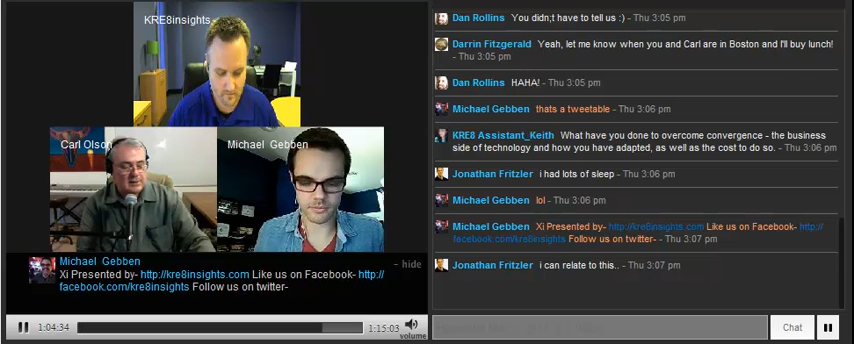 KRE8insights
Carl Olson
Michael Gebben
Michael Gebben
Xi Presented by- http://kre8insights.com Like us on Facebook- http://
facebook.com/kre8insights Follow us on twitter-
- hide
1:04:34
1:15:03
volume
Dan Rollins You didn;t have to tell us :) - Thu 3:05 pm
Darrin Fitzgerald Yeah, let me know when you and Carl are in Boston and I'll buy lunch!
- Thu 3:05 pm
Dan Rollins HAHA! - Thu 3:05 pm
Michael Gebben thats a tweetable - Thu 3:06 pm
KRE8 Assistant_Keith What have you done to overcome convergence - the business
side of technology and how you have adapted, as well as the cost to do so. - Thu 3:06 pm
Jonathan Fritzler i had lots of sleep - Thu 3:06 pm
Michael Gebben lol - Thu 3:06 pm
Michael Gebben Xi Presented by- http://kre8insights.com Like us on Facebook- http://
facebook.com/kre8insights Follow us on twitter- - Thu 3:07 pm
Jonathan Fritzler i can relate to this.. - Thu 3:07 pm
Chat